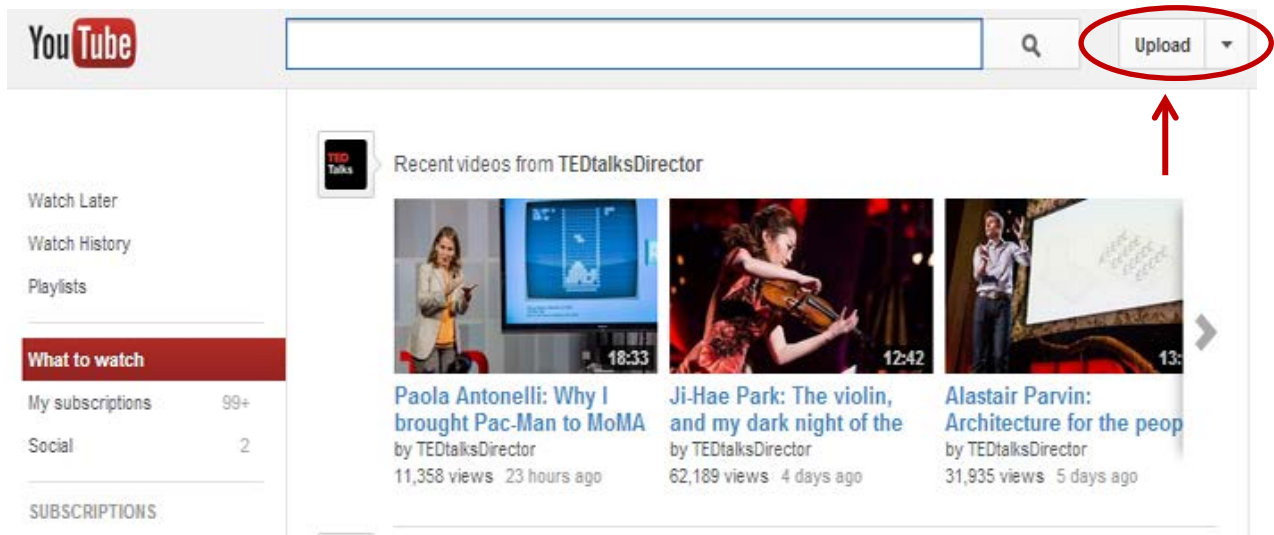 YouTube
Upload
TED
Talks
Recent videos from TEDtalksDirector
Watch Later
Watch History
Playlists
What to watch
My subscriptions 99+
Social 2
SUBSCRIPTIONS
18:33
Paola Antonelli: Why I
brought Pac-Man to MoMA
by TEDtalksDirector
11,358 views 23 hours ago
12:42
Ji-Hae Park: The violin,
and my dark night of the
by TEDtalksDirector
62,189 views 4 days ago
13:
Alastair Parvin:
Architecture for the peop
by TEDtalksDirector
31,935 views 5 days ago